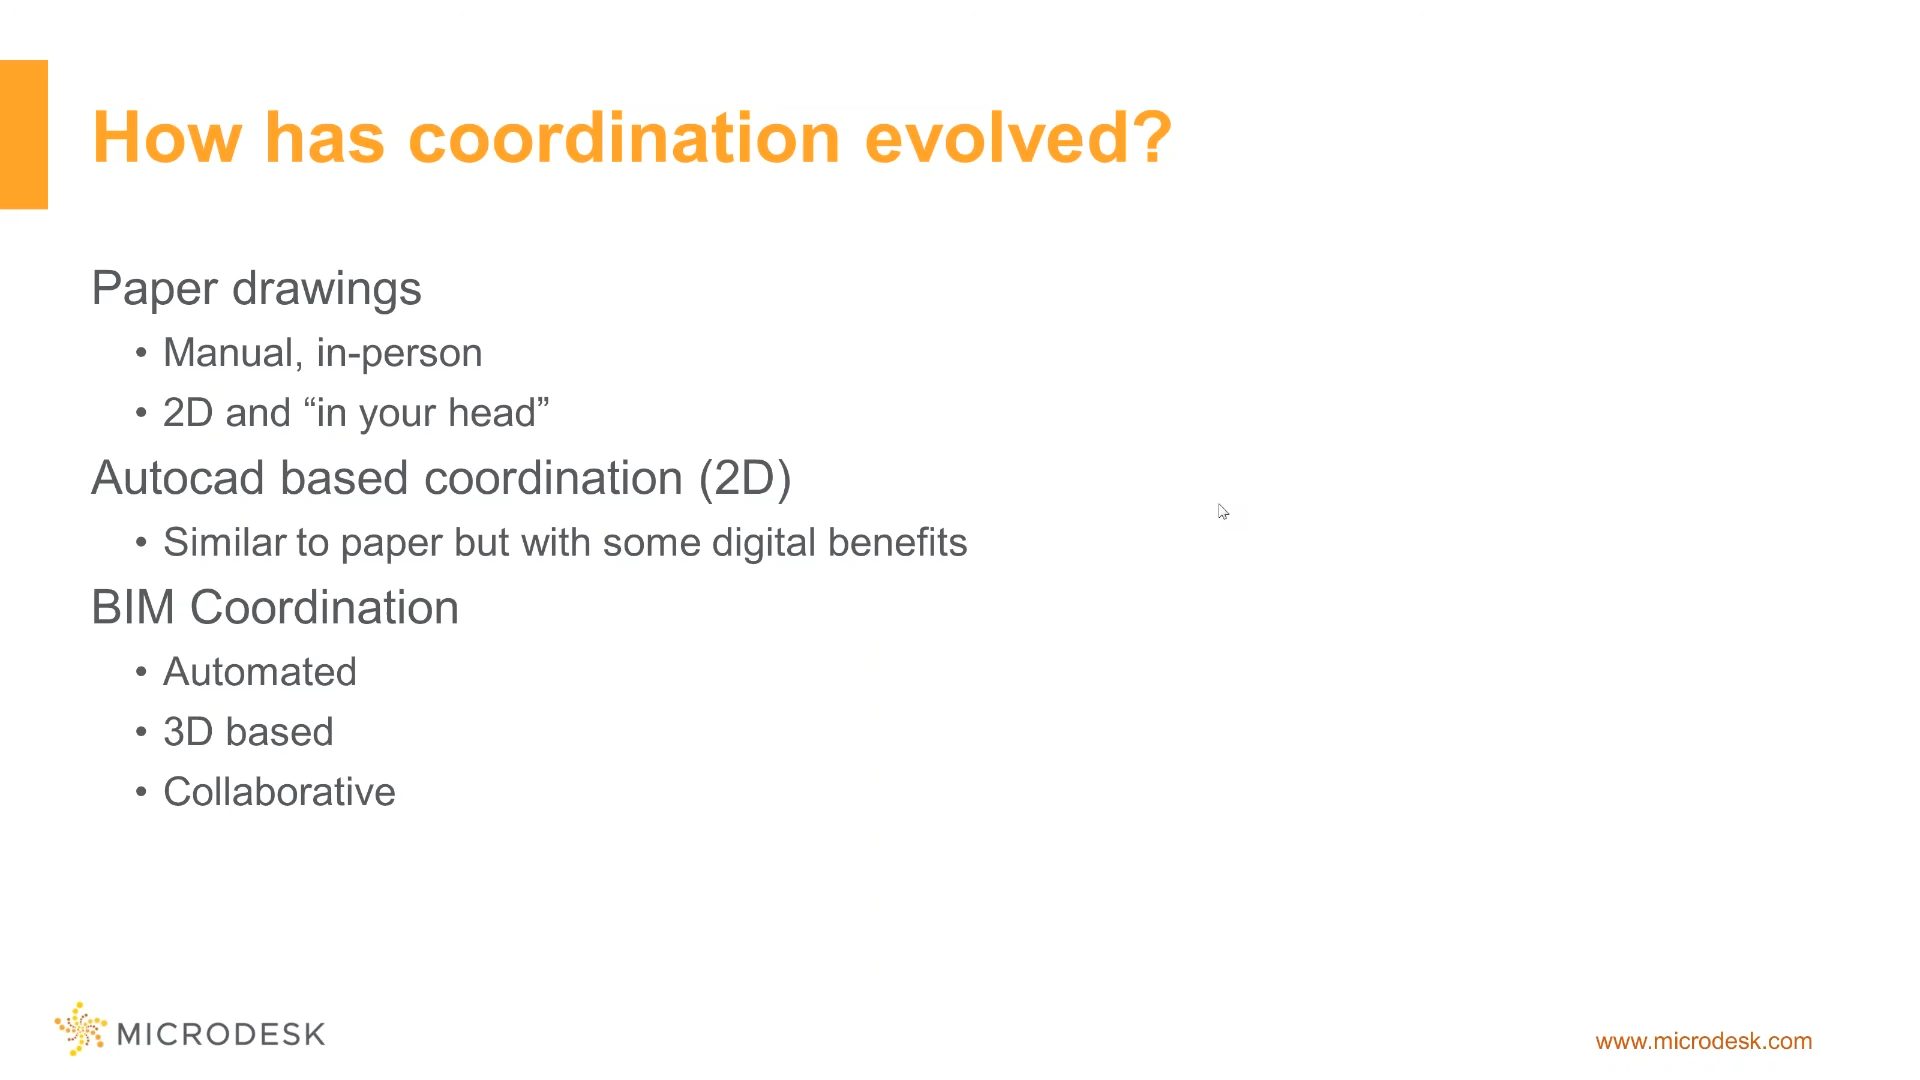 How has coordination evolved?
Paper drawings
• Manual, in-person
• 2D and “in your head”
Autocad based coordination (2D)
• Similar to paper but with some digital benefits
BIM Coordination
• Automated
• 3D based
• Collaborative
MICRODESK
www.microdesk.com